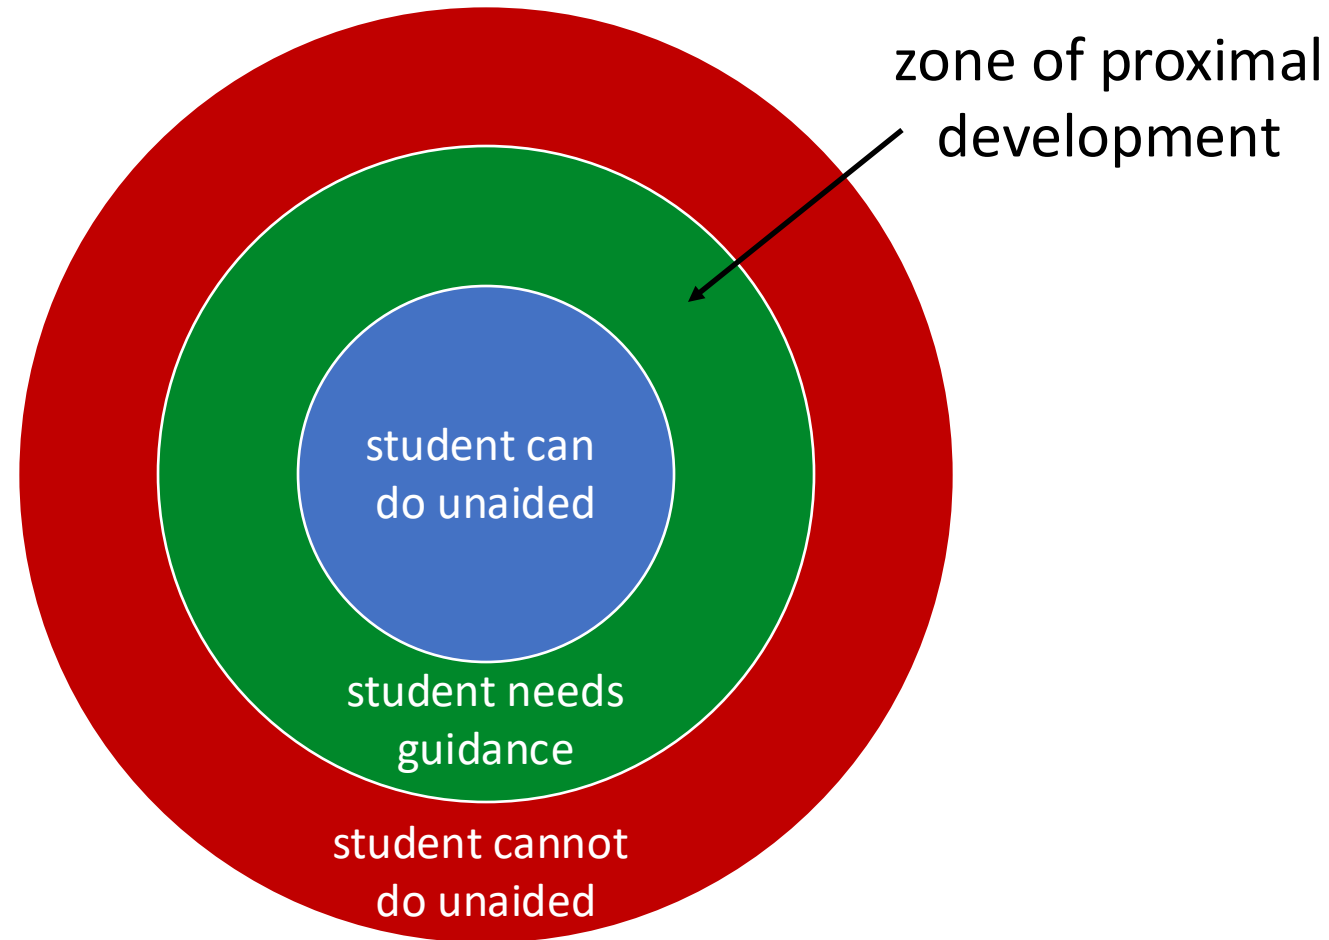 zone of proximal
development
student can
do unaided
student needs
guidance
student cannot
do unaided